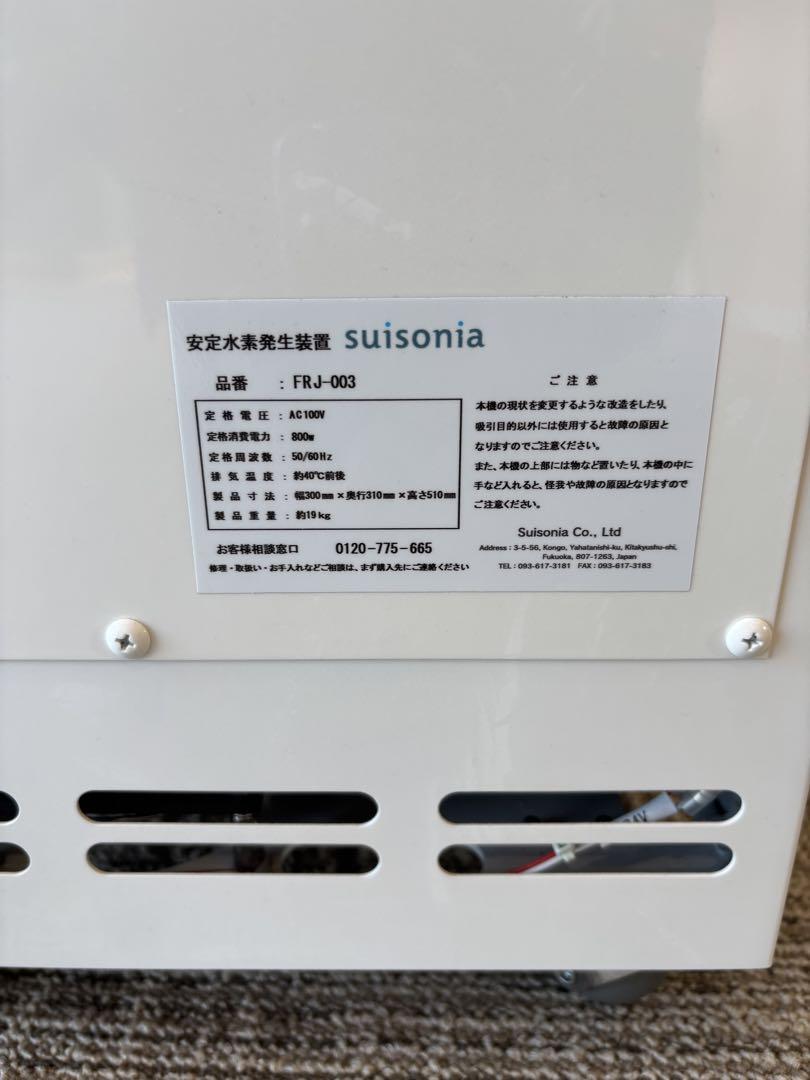 安定水素発生装置 suisonia
品番 : FRJ-003
定格電圧 : AC100V
定格消費電力 : 800w
定格周波数 : 50/60Hz
排気温度 : 約40℃前後
製品寸法 : 幅300mm×奥行310mm×高さ510mm
製品重量 : 約19kg
お客様相談窓口 0120-775-665
修理・取扱い・お手入れなどご相談は、まず購入先にご連絡ください
ご注意
本機の現状を変更するような改造をしたり、
吸引目的以外には使用すると故障の原因と
なりますのでご注意ください。
また、本機の上部には物など置いたり、本機の中に
手など入れると、怪我や故障の原因となりますので
ご注意ください。
Suisonia Co., Ltd
Address : 3-5-56, Kongo, Yahatanishi-ku, Kitakyushu-shi,
Fukuoka, 807-1263, Japan
TEL : 093-617-3181 FAX : 093-617-3183